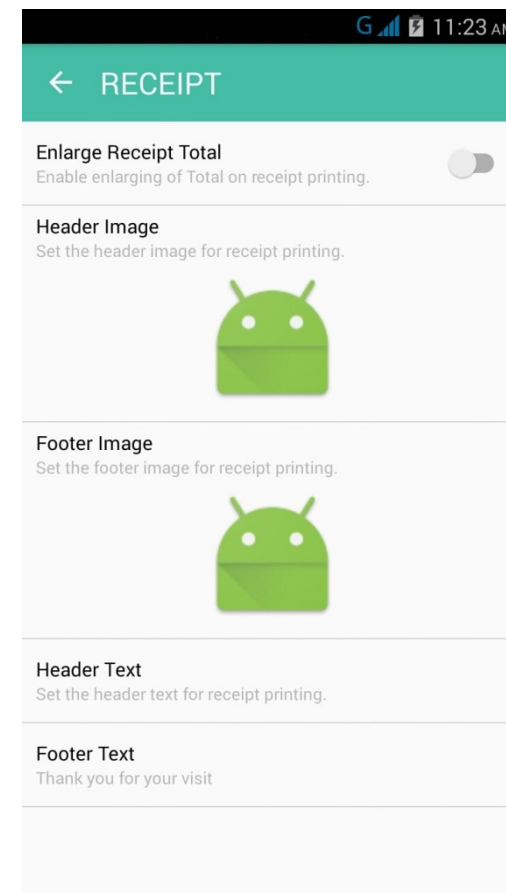 G 11:23 AM
RECEIPT
Enlarge Receipt Total
Enable enlarging of Total on receipt printing.
Header Image
Set the header image for receipt printing.
Footer Image
Set the footer image for receipt printing.
Header Text
Set the header text for receipt printing.
Footer Text
Thank you for your visit